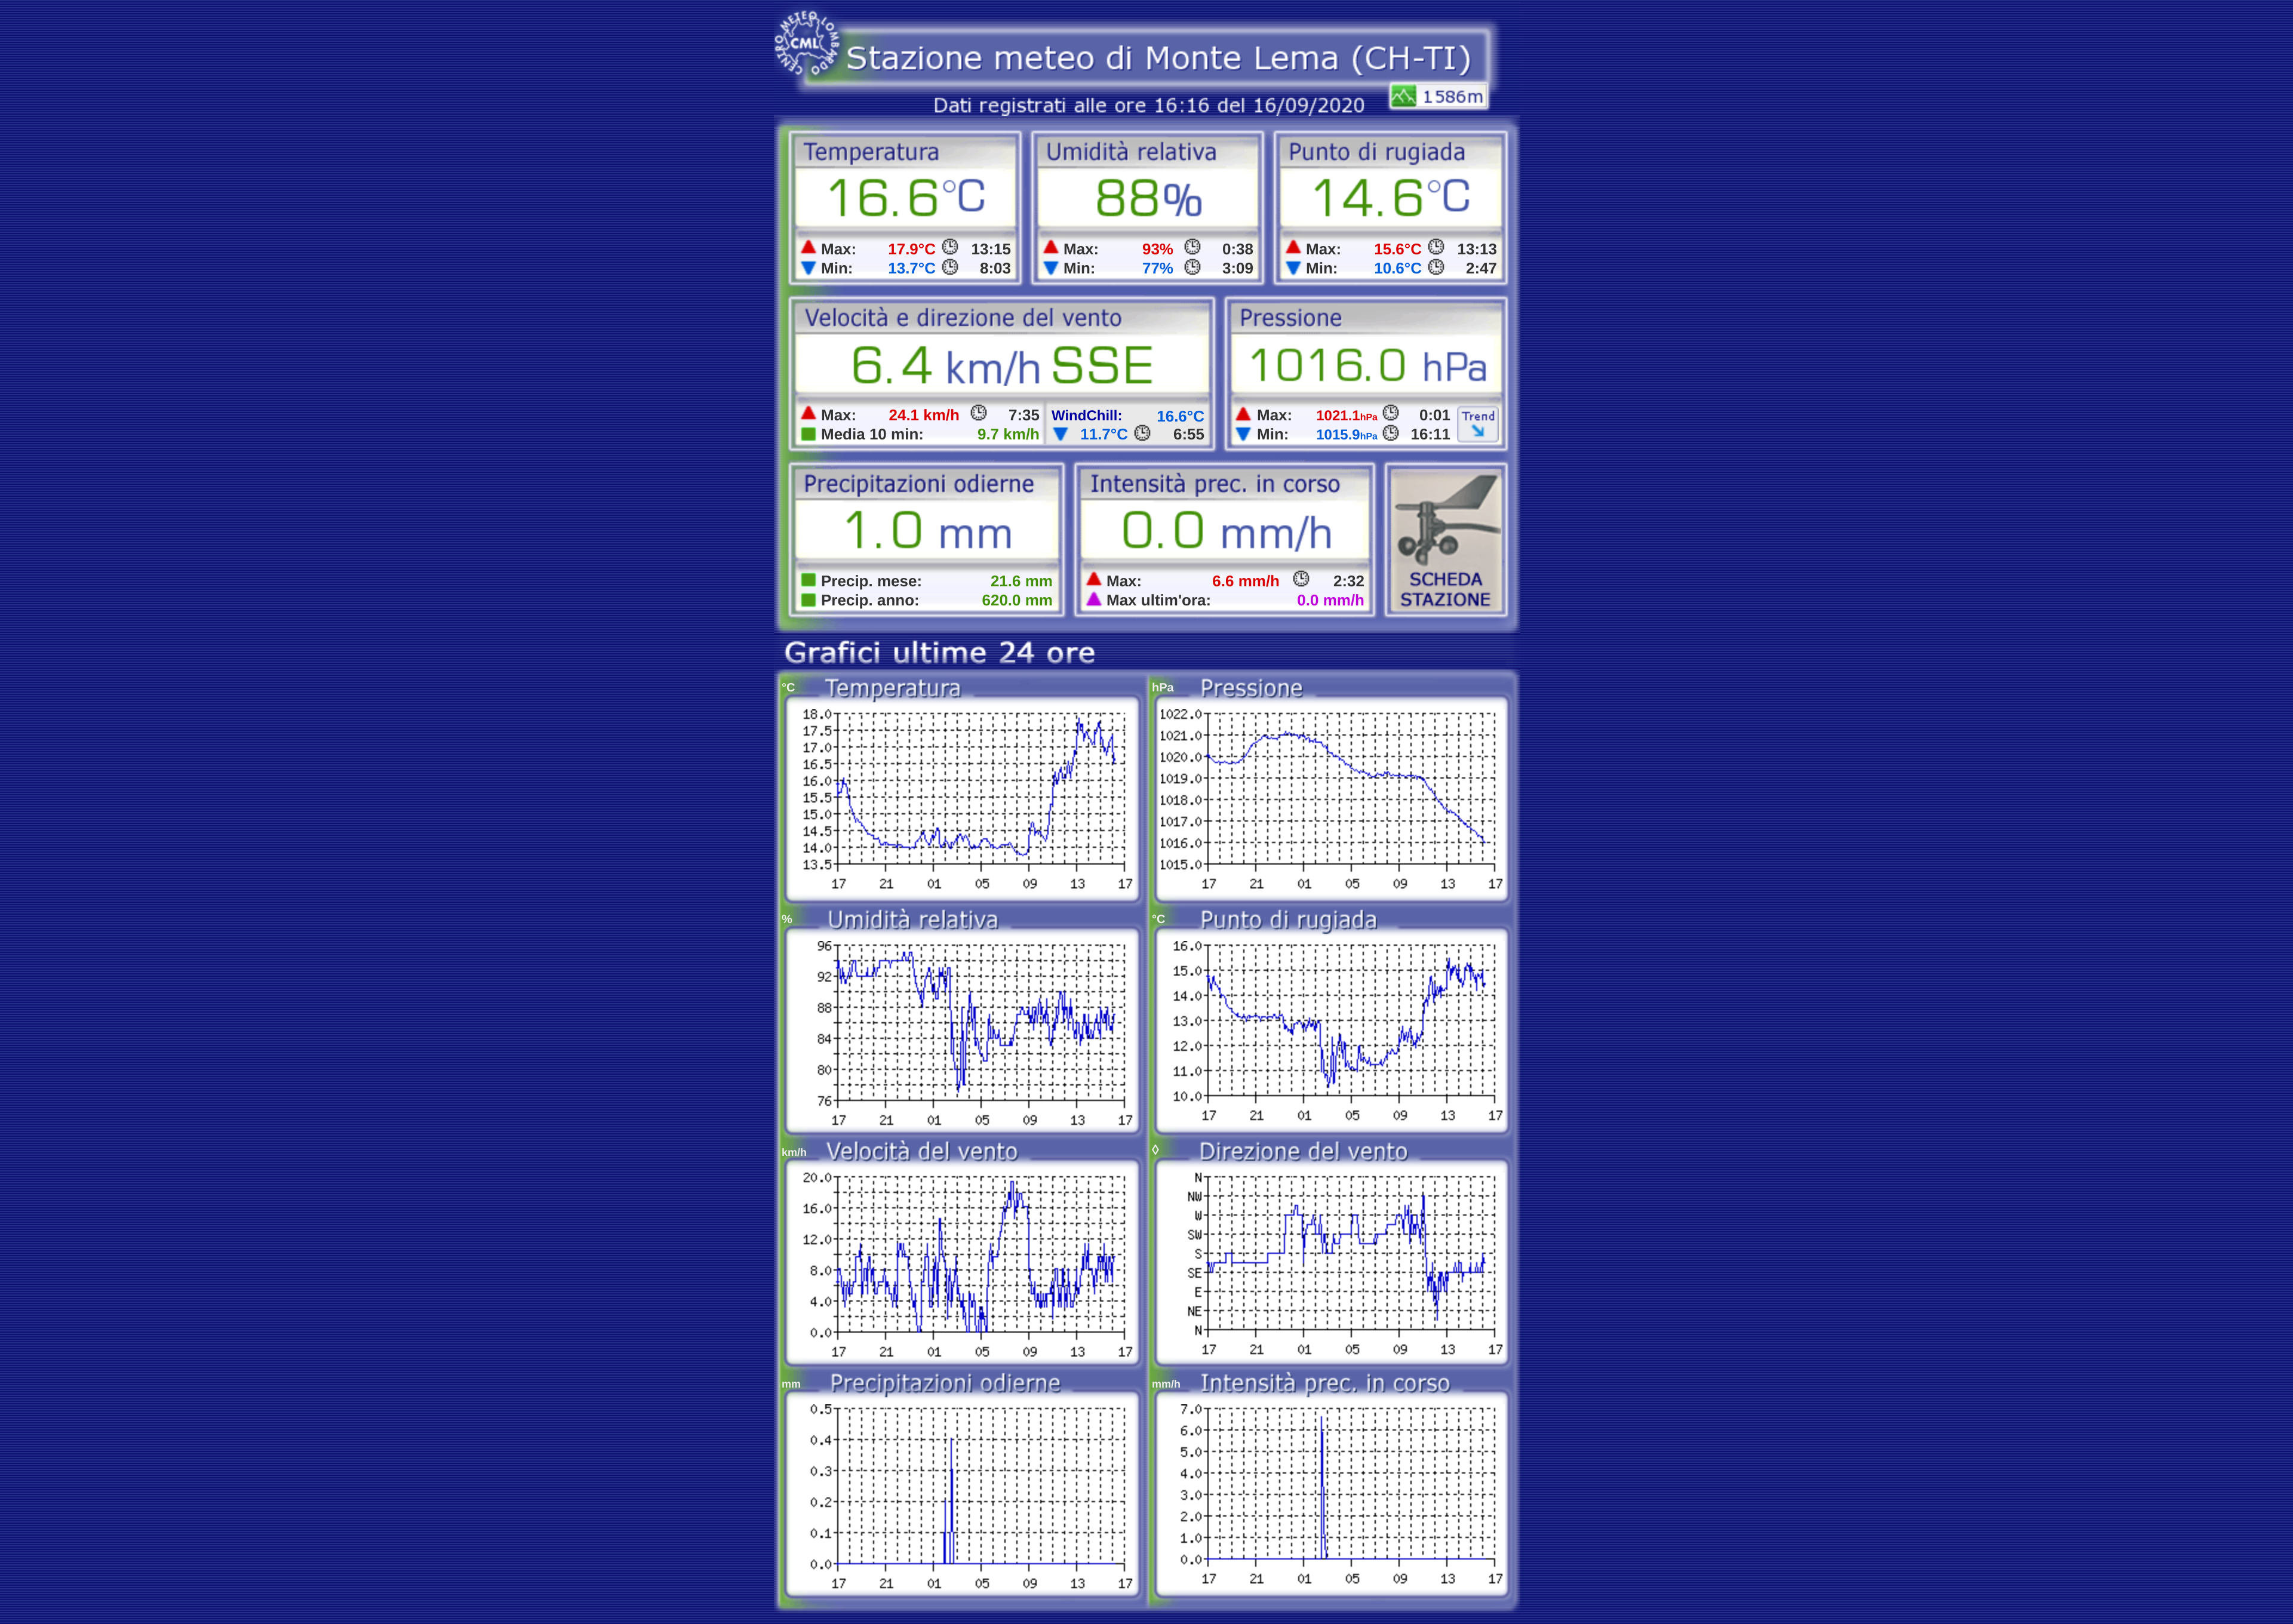 CENTRO METEO LOMBARDO
CML
Stazione meteo di Monte Lema (CH-TI)
Dati registrati alle ore 16:16 del 16/09/2020
1586m
Temperatura
16.6°C
Max: 17.9°C 13:15
Min: 13.7°C 8:03
Umidità relativa
88%
Max: 93% 0:38
Min: 77% 3:09
Punto di rugiada
14.6°C
Max: 15.6°C 13:13
Min: 10.6°C 2:47
Velocità e direzione del vento
6.4 km/h SSE
Max: 24.1 km/h 7:35
Media 10 min: 9.7 km/h
WindChill: 16.6°C
11.7°C 6:55
Pressione
1016.0 hPa
Max: 1021.1hPa 0:01
Min: 1015.9hPa 16:11
Trend
Precipitazioni odierne
1.0 mm
Precip. mese: 21.6 mm
Precip. anno: 620.0 mm
Intensità prec. in corso
0.0 mm/h
Max: 6.6 mm/h 2:32
Max ultim'ora: 0.0 mm/h
SCHEDA
STAZIONE
Grafici ultime 24 ore
°C Temperatura
18.0
17.5
17.0
16.5
16.0
15.5
15.0
14.5
14.0
13.5
17 21 01 05 09 13 17
hPa Pressione
1022.0
1021.0
1020.0
1019.0
1018.0
1017.0
1016.0
1015.0
17 21 01 05 09 13 17
% Umidità relativa
96
92
88
84
80
76
17 21 01 05 09 13 17
°C Punto di rugiada
16.0
15.0
14.0
13.0
12.0
11.0
10.0
17 21 01 05 09 13 17
km/h Velocità del vento
20.0
16.0
12.0
8.0
4.0
0.0
17 21 01 05 09 13 17
◊ Direzione del vento
N
NW
W
SW
S
SE
E
NE
N
17 21 01 05 09 13 17
mm Precipitazioni odierne
0.5
0.4
0.3
0.2
0.1
0.0
17 21 01 05 09 13 17
mm/h Intensità prec. in corso
7.0
6.0
5.0
4.0
3.0
2.0
1.0
0.0
17 21 01 05 09 13 17